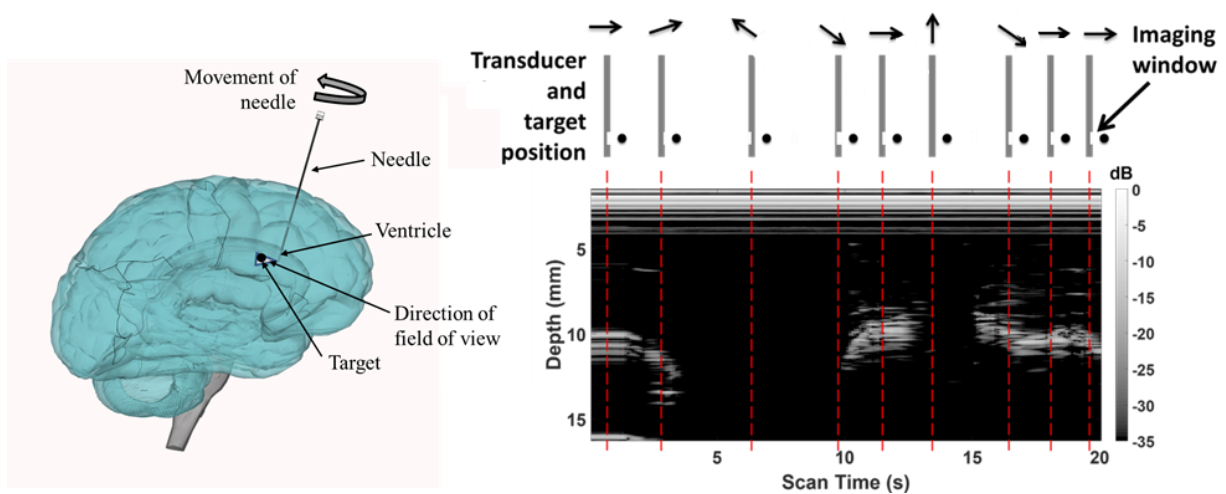 Movement of
needle
Needle
Ventricle
Direction of
field of view
Target
Transducer
and
target
position
Imaging
window
dB
0
-5
-10
-15
-20
-25
-30
-35
Depth (mm)
5
10
15
5
10
15
20
Scan Time (s)